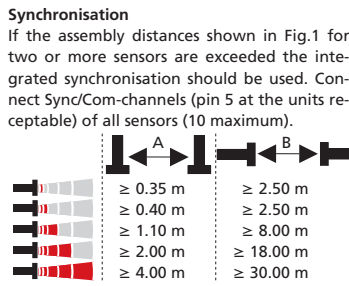 Synchronisation
If the assembly distances shown in Fig.1 for
two or more sensors are exceeded the inte-
grated synchronisation should be used. Con-
nect Sync/Com-channels (pin 5 at the units re-
ceptable) of all sensors (10 maximum).
A B
≥ 0.35 m ≥ 2.50 m
≥ 0.40 m ≥ 2.50 m
≥ 1.10 m ≥ 8.00 m
≥ 2.00 m ≥ 18.00 m
≥ 4.00 m ≥ 30.00 m